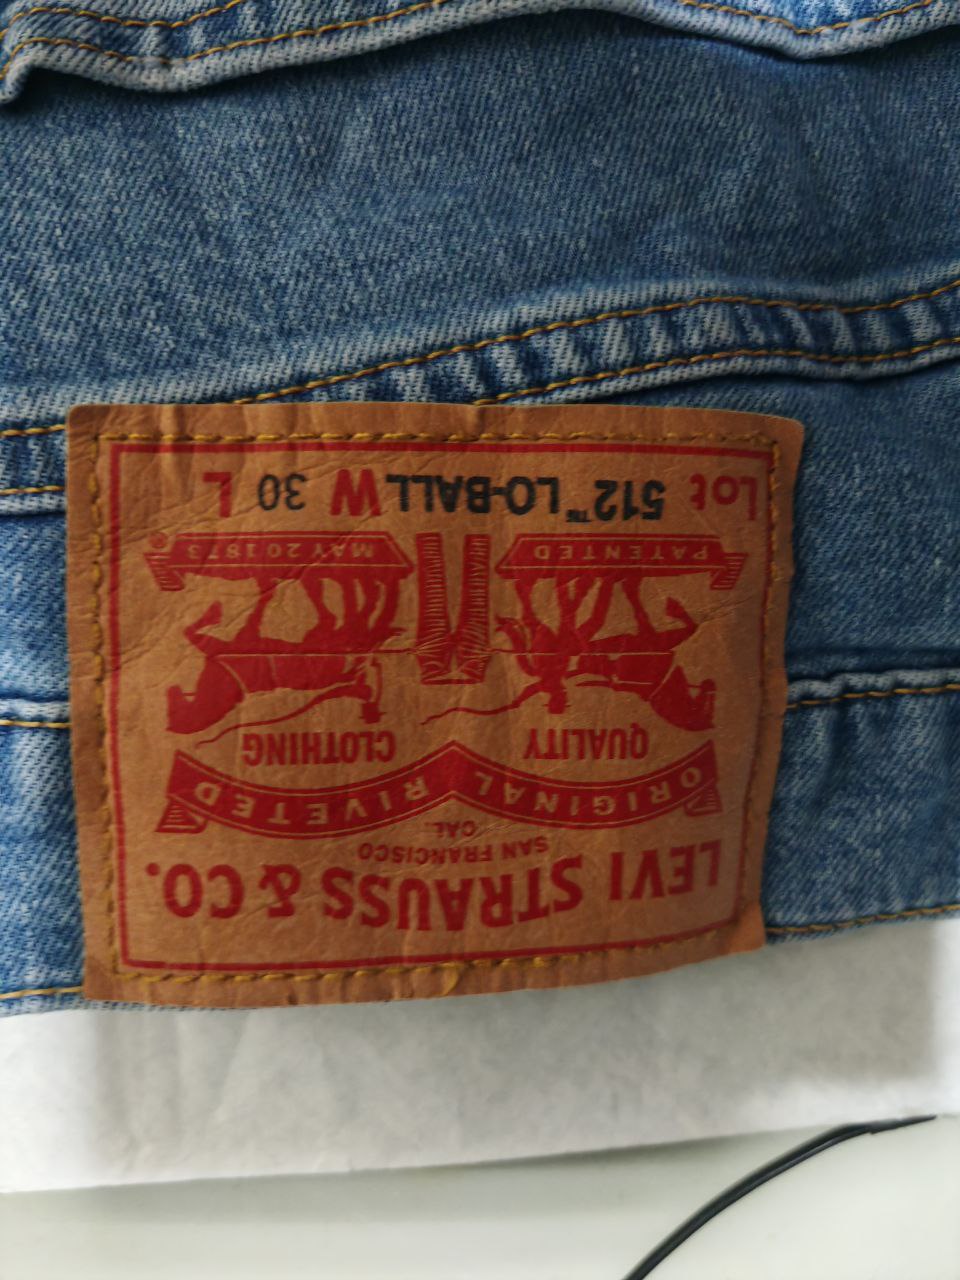 LEVI STRAUSS & CO.
SAN FRANCISCO
CAL.
ORIGINAL RIVETED
QUALITY CLOTHING
PATENTED MAY 20 1873 ®
Lot 512™ LO-BALL W 30 L